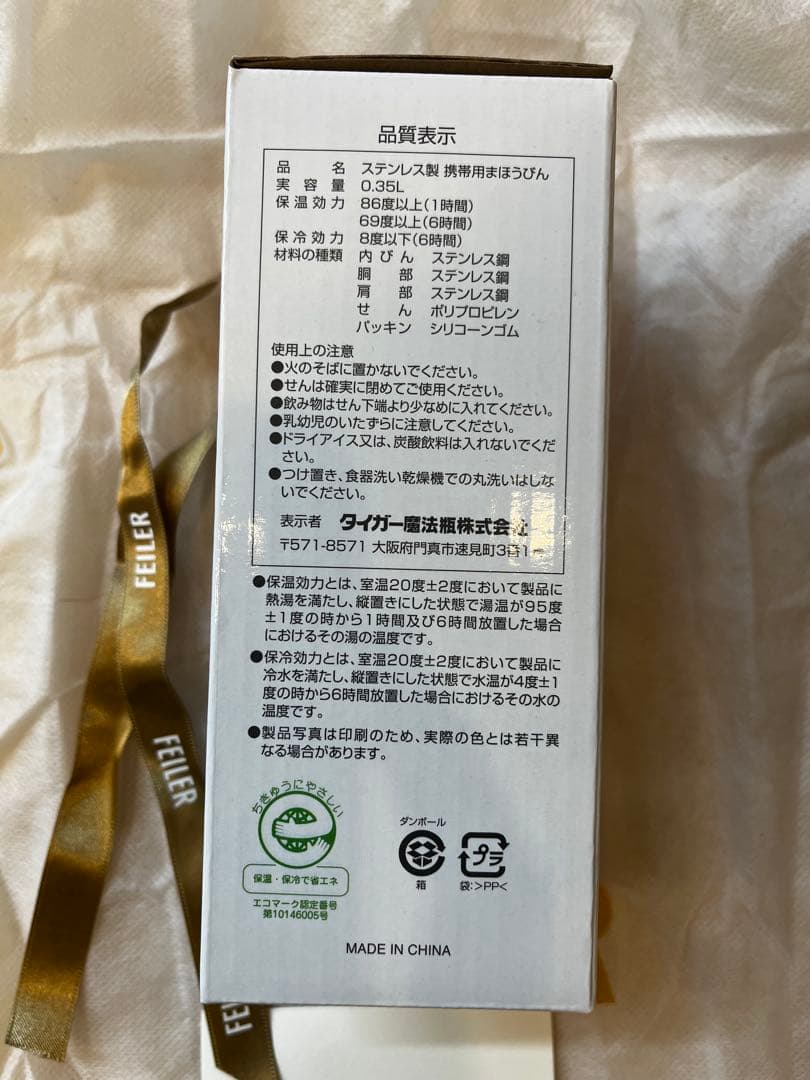 品質表示
品名 ステンレス製 携帯用まほうびん
実容量 0.35L
保温効力 86度以上(1時間)
69度以上(6時間)
保冷効力 8度以下(6時間)
材料の種類 内びん ステンレス鋼
胴部 ステンレス鋼
肩部 ステンレス鋼
せん ポリプロピレン
パッキン シリコーンゴム
使用上の注意
●火のそばに置かないでください。
●せんは確実に閉めてご使用ください。
●飲み物はせん下端より少なめに入れてください。
●乳幼児のいたずらに注意してください。
●ドライアイス又は、炭酸飲料は入れないでくだ
さい。
●つけ置き、食器洗い乾燥機での丸洗いはしな
いでください。
表示者 タイガー魔法瓶株式会社
〒571-8571 大阪府門真市速見町3番1
●保温効力とは、室温20度±2度において製品に
熱湯を満たし、縦置きにした状態で湯温が95度
±1度の時から1時間及び6時間放置した場合
におけるその湯の温度です。
●保冷効力とは、室温20度±2度において製品に
冷水を満たし、縦置きにした状態で水温が4度±1
度の時から6時間放置した場合におけるその水の
温度です。
●製品写真は印刷のため、実際の色とは若干異
なる場合があります。
ちきゅうにやさしい
保温・保冷で省エネ
エコマーク認定番号
第10146005号
ダンボール
箱
プラ
袋:>PP<
MADE IN CHINA
FEILER
FEILER
FE